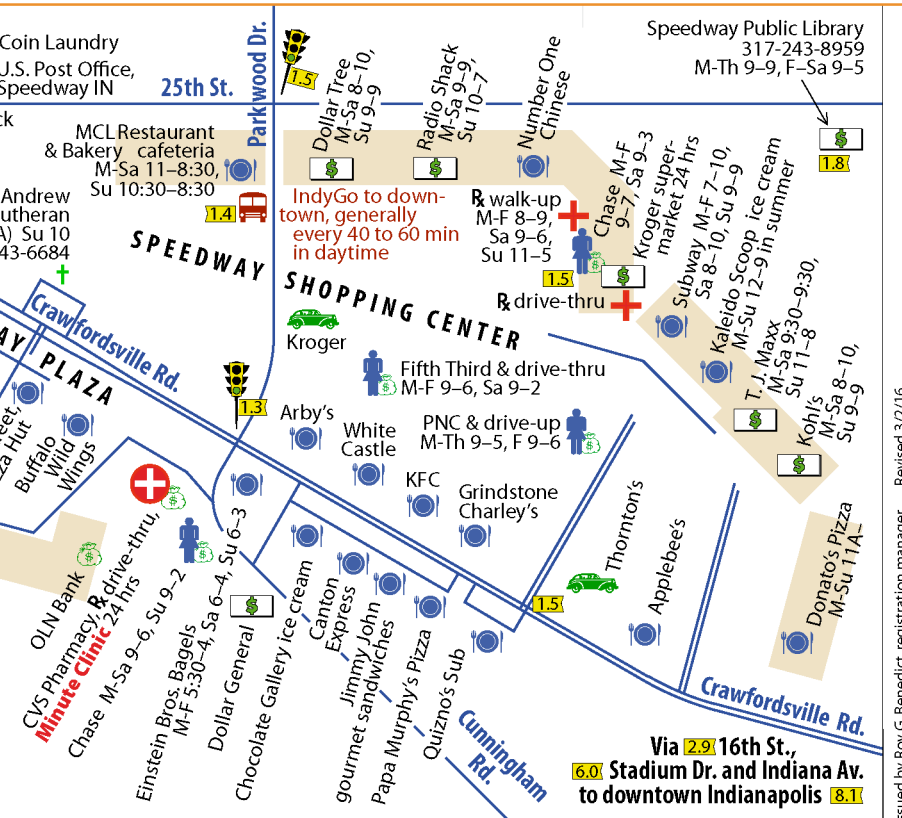 Coin Laundry
U.S. Post Office,
Speedway IN
25th St.
Parkwood Dr.
1.5
Dollar Tree
M-Sa 8–10,
Su 9–9
Radio Shack
M-Sa 9–9,
Su 10–7
Number One
Chinese
Speedway Public Library
317-243-8959
M-Th 9–9, F–Sa 9–5
$
1.8
ck
MCL Restaurant
& Bakery cafeteria
M-Sa 11–8:30,
Su 10:30–8:30
1.4
$
$
IndyGo to down-
town, generally
every 40 to 60 min
in daytime
Rx walk-up
M-F 8–9,
Sa 9–6,
Su 11–5
1.5
Chase M-F
9–7, Sa 9–3
Kroger super-
market 24 hrs
$
$
Rx drive-thru
Subway M-F 7–10,
Sa 8–10, Su 9–9
Kaleido Scoop ice cream
M-Su 12–9 in summer
T. J. Maxx
M-Sa 9:30–9:30,
Su 11–8
$
Kohl's
M-Sa 8–10,
Su 9–9
$
Andrew
utheran
A) Su 10
43-6684
SPEEDWAY SHOPPING CENTER
Crawfordsville Rd.
AY PLAZA
Kroger
Fifth Third & drive-thru
M-F 9–6, Sa 9–2
$
1.3
Arby's
PNC & drive-up
M-Th 9–5, F 9–6
$
White
Castle
KFC
Grindstone
Charley's
eet,
za Hut
Buffalo
Wild
Wings
Thornton's
1.5
Applebee's
Donato's Pizza
M-Su 11A–
OLN Bank
$
CVS Pharmacy, Rx drive-thru,
Minute Clinic 24 hrs
$
Chase M-Sa 9–6, Su 9–2
$
Einstein Bros. Bagels
M-F 5:30–4, Sa 6–4, Su 6–3
Dollar General
$
Chocolate Gallery ice cream
Canton
Express
Jimmy John
gourmet sandwiches
Papa Murphy's Pizza
Quizno's Sub
Cunningham
Rd.
Crawfordsville Rd.
Via 2.9 16th St.,
6.0 Stadium Dr. and Indiana Av.
to downtown Indianapolis 8.1
Revised 3/2/16
ssued by Roy G. Benedict, registration manager